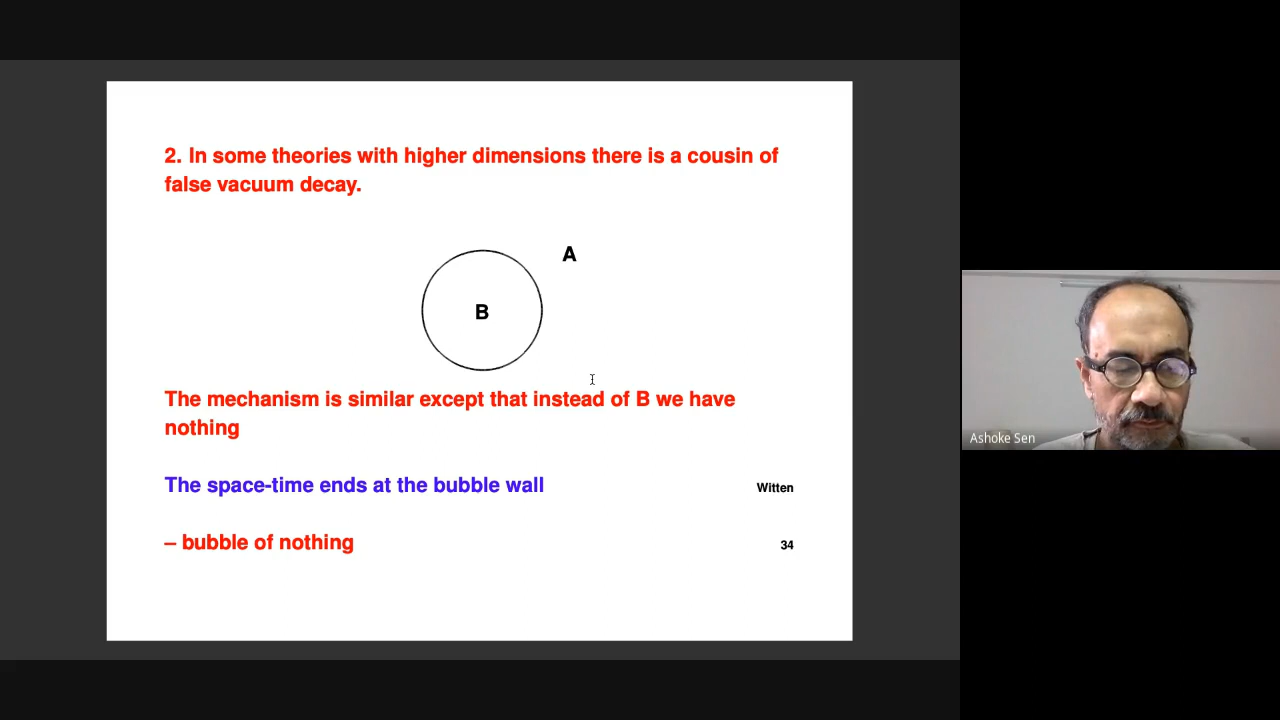 2. In some theories with higher dimensions there is a cousin of
false vacuum decay.
A
B
The mechanism is similar except that instead of B we have
nothing
The space-time ends at the bubble wall
Witten
– bubble of nothing
34
Ashoke Sen